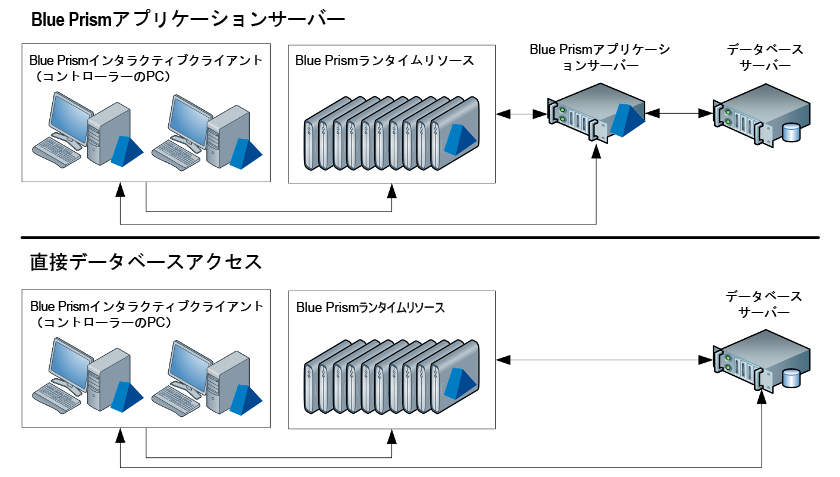 Blue Prismアプリケーションサーバー
Blue Prismインタラクティブクライアント
（コントローラーのPC）
Blue Prismランタイムリソース
Blue Prismアプリケーシ
ョンサーバー
データベース
サーバー
直接データベースアクセス
Blue Prismインタラクティブクライアント
（コントローラーのPC）
Blue Prismランタイムリソース
データベース
サーバー